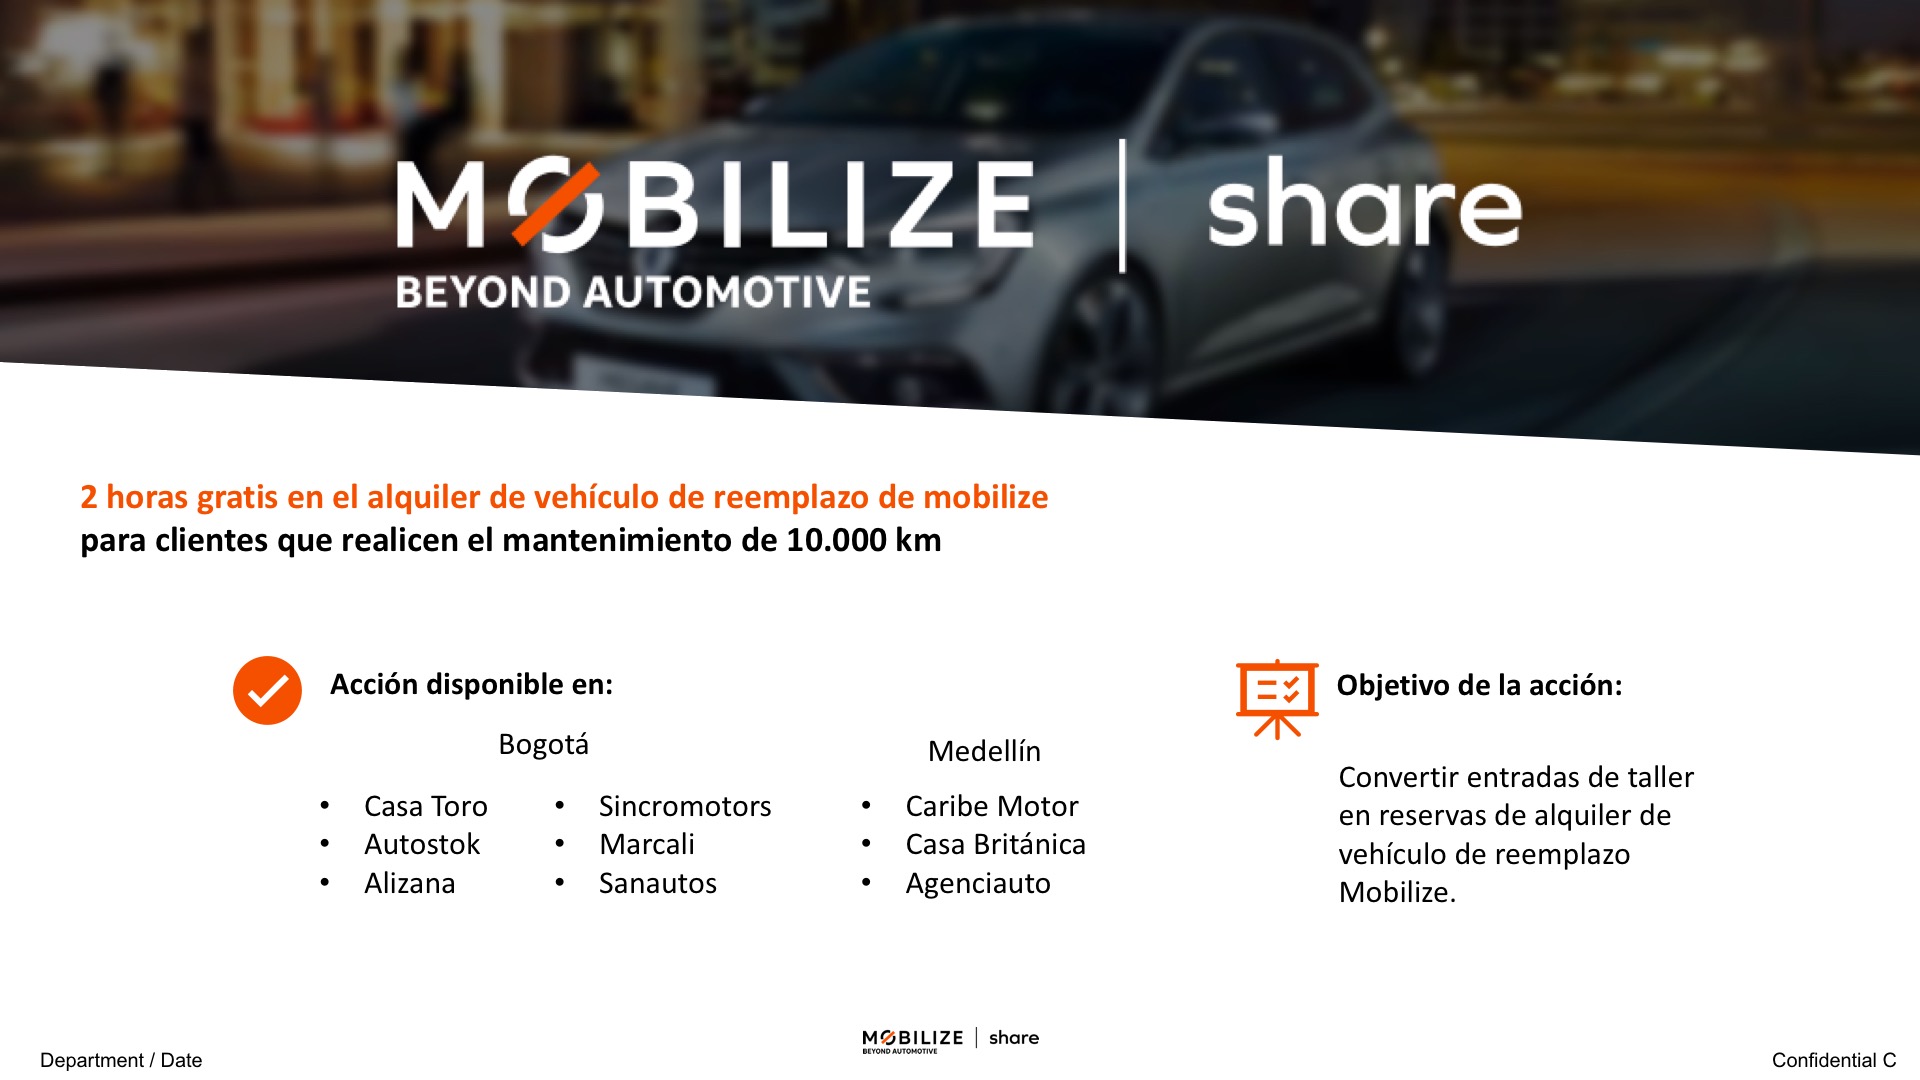 MOBILIZE | share
BEYOND AUTOMOTIVE
2 horas gratis en el alquiler de vehículo de reemplazo de mobilize
para clientes que realicen el mantenimiento de 10.000 km
Acción disponible en:
Bogotá
• Casa Toro
• Autostok
• Alizana
• Sincromotors
• Marcali
• Sanautos
Medellín
• Caribe Motor
• Casa Británica
• Agenciauto
Objetivo de la acción:
Convertir entradas de taller
en reservas de alquiler de
vehículo de reemplazo
Mobilize.
MOBILIZE | share
BEYOND AUTOMOTIVE
Department / Date
Confidential C